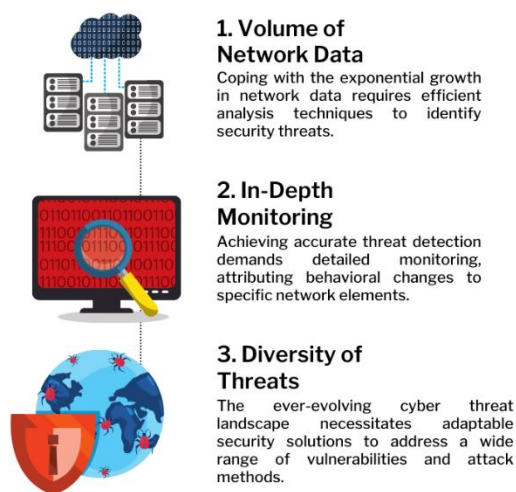 1. Volume of
Network Data
Coping with the exponential growth
in network data requires efficient
analysis techniques to identify
security threats.
2. In-Depth
Monitoring
Achieving accurate threat detection
demands detailed monitoring,
attributing behavioral changes to
specific network elements.
3. Diversity of
Threats
The ever-evolving cyber threat
landscape necessitates adaptable
security solutions to address a wide
range of vulnerabilities and attack
methods.